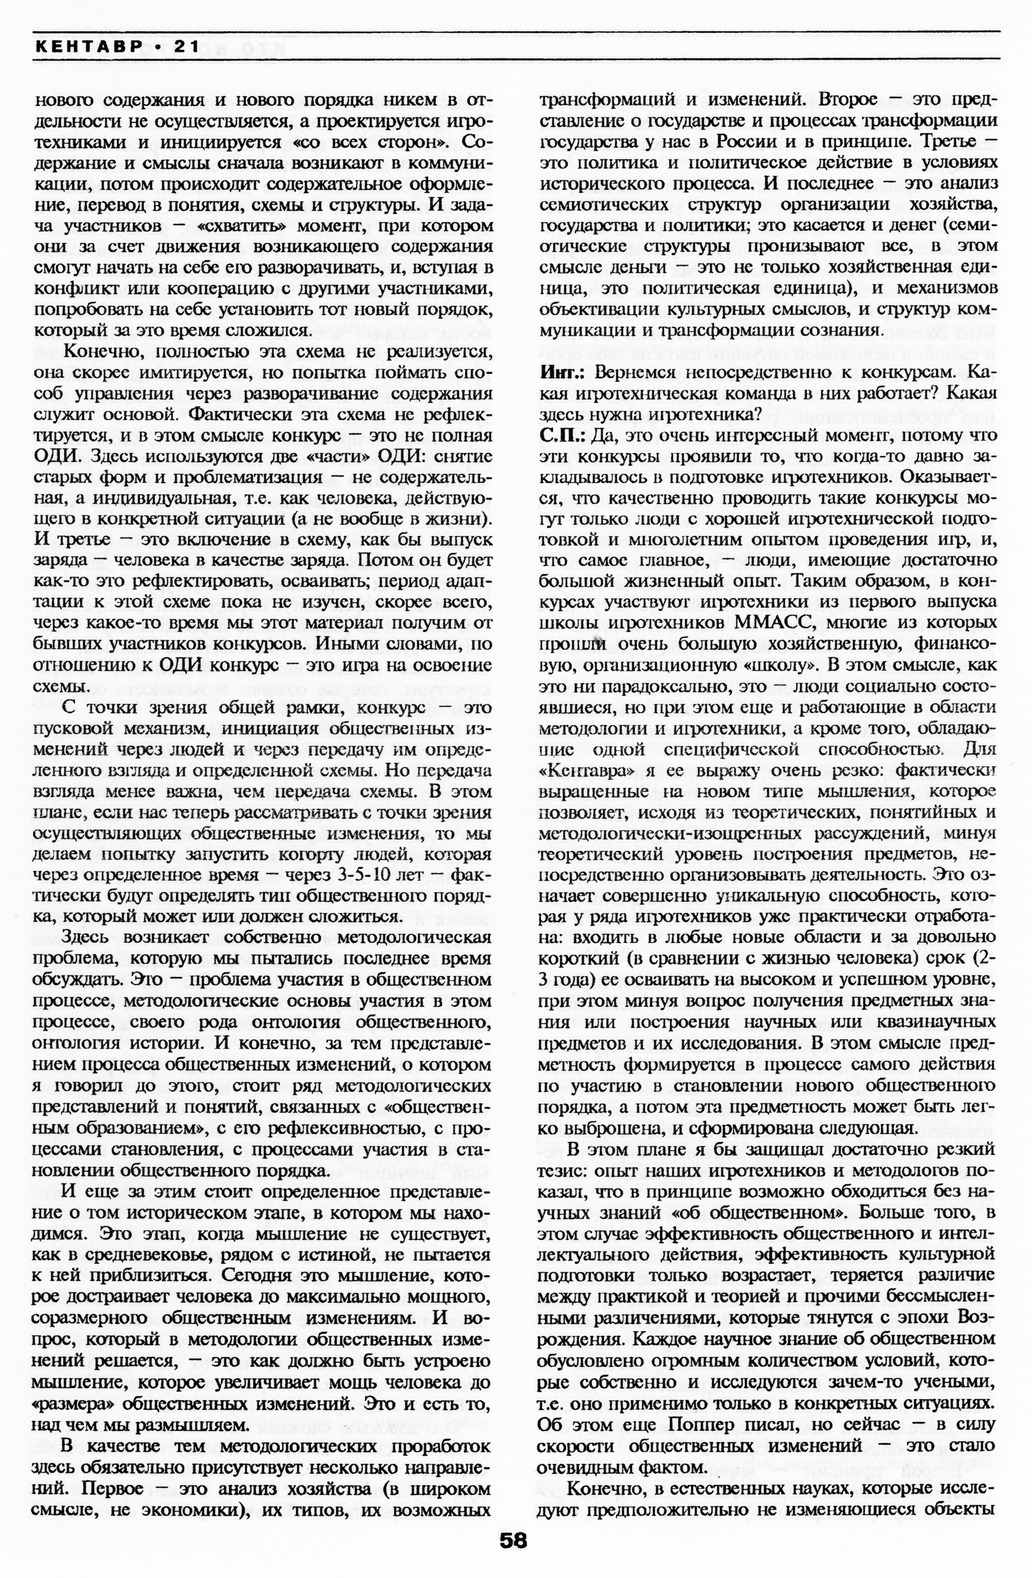 КЕНТАВР • 21
нового содержания и нового порядка никем в от-
дельности не осуществляется, а проектируется игро-
техниками и инициируется «со всех сторон». Со-
держание и смыслы сначала возникают в коммуни-
кации, потом происходит содержательное оформле-
ние, перевод в понятия, схемы и структуры. И зада-
ча участников — «схватить» момент, при котором
они за счет движения возникающего содержания
смогут начать на себе его разворачивать, и, вступая в
конфликт или кооперацию с другими участниками,
попробовать на себе установить тот новый порядок,
который за это время сложился.
Конечно, полностью эта схема не реализуется,
она скорее имитируется, но попытка поймать спо-
соб управления через разворачивание содержания
служит основой. Фактически эта схема не рефлек-
тируется, и в этом смысле конкурс — это не полная
ОДИ. Здесь используются две «части» ОДИ: снятие
старых форм и проблематизация — не содержатель-
ная, а индивидуальная, т.е. как человека, действую-
щего в конкретной ситуации (а не вообще в жизни).
И третье — это включение в схему, как бы выпуск
заряда — человека в качестве заряда. Потом он будет
как-то это рефлектировать, осваивать; период адап-
тации к этой схеме пока не изучен, скорее всего,
через какое-то время мы этот материал получим от
бывших участников конкурсов. Иными словами, по
отношению к ОДИ конкурс — это игра на освоение
схемы.
С точки зрения общей рамки, конкурс — это
пусковой механизм, инициация общественных из-
менений через людей и через передачу им опреде-
ленного взгляда и определенной схемы. Но передача
взгляда менее важна, чем передача схемы. В этом
плане, если нас теперь рассматривать с точки зрения
осуществляющих общественные изменения, то мы
делаем попытку запустить когорту людей, которая
через определенное время — через 3-5-10 лет — фак-
тически будут определять тип общественного поряд-
ка, который может или должен сложиться.
Здесь возникает собственно методологическая
проблема, которую мы пытались последнее время
обсуждать. Это — проблема участия в общественном
процессе, методологические основы участия в этом
процессе, своего рода онтология общественного,
онтология истории. И конечно, за тем представле-
нием процесса общественных изменений, о котором
я говорил до этого, стоит ряд методологических
представлений и понятий, связанных с «обществен-
ным образованием», с его рефлексивностью, с про-
цессами становления, с процессами участия в ста-
новлении общественного порядка.
И еще за этим стоит определенное представле-
ние о том историческом этапе, в котором мы нахо-
димся. Это этап, когда мышление не существует,
как в средневековье, рядом с истиной, не пытается
к ней приблизиться. Сегодня это мышление, кото-
рое достраивает человека до максимально мощного,
соразмерного общественным изменениям. И во-
прос, который в методологии общественных изме-
нений решается, — это как должно быть устроено
мышление, которое увеличивает мощь человека до
«размера» общественных изменений. Это и есть то,
над чем мы размышляем.
В качестве тем методологических проработок
здесь обязательно присутствует несколько направле-
ний. Первое — это анализ хозяйства (в широком
смысле, не экономики), их типов, их возможных
трансформаций и изменений. Второе — это пред-
ставление о государстве и процессах трансформации
государства у нас в России и в принципе. Третье —
это политика и политическое действие в условиях
исторического процесса. И последнее — это анализ
семиотических структур организации хозяйства,
государства и политики; это касается и денег (семи-
отические структуры пронизывают все, в этом
смысле деньги — это не только хозяйственная еди-
ница, это политическая единица), и механизмов
объективации культурных смыслов, и структур ком-
муникации и трансформации сознания.
Инт.: Вернемся непосредственно к конкурсам. Ка-
кая игротехническая команда в них работает? Какая
здесь нужна игротехника?
С.П.: Да, это очень интересный момент, потому что
эти конкурсы проявили то, что когда-то давно за-
кладывалось в подготовке игротехников. Оказывает-
ся, что качественно проводить такие конкурсы мо-
гут только люди с хорошей игротехнической подго-
товкой и многолетним опытом проведения игр, и,
что самое главное, — люди, имеющие достаточно
большой жизненный опыт. Таким образом, в кон-
курсах участвуют игротехники из первого выпуска
школы игротехников ММАСС, многие из которых
прошли очень большую хозяйственную, финансо-
вую, организационную «школу». В этом смысле, как
это ни парадоксально, это — люди социально состо-
явшиеся, но при этом еще и работающие в области
методологии и игротехники, а кроме того, обладаю-
щие одной специфической способностью. Для
«Кентавра» я ее выражу очень резко: фактически
выращенные на новом типе мышления, которое
позволяет, исходя из теоретических, понятийных и
методологически-изощренных рассуждений, минуя
теоретический уровень построения предметов, не-
посредственно организовывать деятельность. Это оз-
начает совершенно уникальную способность, кото-
рая у ряда игротехников уже практически отработа-
на: входить в любые новые области и за довольно
короткий (в сравнении с жизнью человека) срок (2-
3 года) ее осваивать на высоком и успешном уровне,
при этом минуя вопрос получения предметных зна-
ния или построения научных или квазинаучных
предметов и их исследования. В этом смысле пред-
метность формируется в процессе самого действия
по участию в становлении нового общественного
порядка, а потом эта предметность может быть лег-
ко выброшена, и сформирована следующая.
В этом плане я бы защищал достаточно резкий
тезис: опыт наших игротехников и методологов по-
казал, что в принципе возможно обходиться без на-
учных знаний «об общественном». Больше того, в
этом случае эффективность общественного и интел-
лектуального действия, эффективность культурной
подготовки только возрастает, теряется различие
между практикой и теорией и прочими бессмыслен-
ными различениями, которые тянутся с эпохи Воз-
рождения. Каждое научное знание об общественном
обусловлено огромным количеством условий, кото-
рые собственно и исследуются зачем-то учеными,
т.е. оно применимо только в конкретных ситуациях.
Об этом еще Поппер писал, но сейчас — в силу
скорости общественных изменений — это стало
очевидным фактом.
Конечно, в естественных науках, которые иссле-
дуют предположительно не изменяющиеся объекты
58